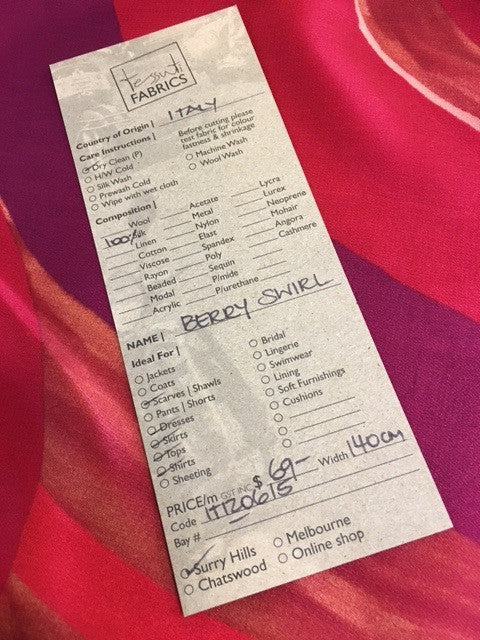 tessuti
FABRICS
Country of Origin | ITALY
Care Instructions | Before cutting please
test fabric for colour
fastness & shrinkage
Dry Clean (P)
H/W Cold
Silk Wash
Prewash Cold
Wipe with wet cloth
Machine Wash
Wool Wash
Composition |
Wool Acetate Lycra
100% Silk Metal Lurex
Linen Nylon Neoprene
Cotton Elast Mohair
Viscose Spandex Angora
Rayon Poly Cashmere
Beaded Sequin
Modal P/mide
Acrylic P/urethane
NAME | BERRY SWIRL
Ideal For |
Jackets
Coats
Scarves | Shawls
Pants | Shorts
Dresses
Skirts
Tops
Shirts
Sheeting
Bridal
Lingerie
Swimwear
Lining
Soft Furnishings
Cushions
PRICE/m GST INC $ 69- Width 140cm
Code IT120615
Bay #
Surry Hills Melbourne
Chatswood Online shop